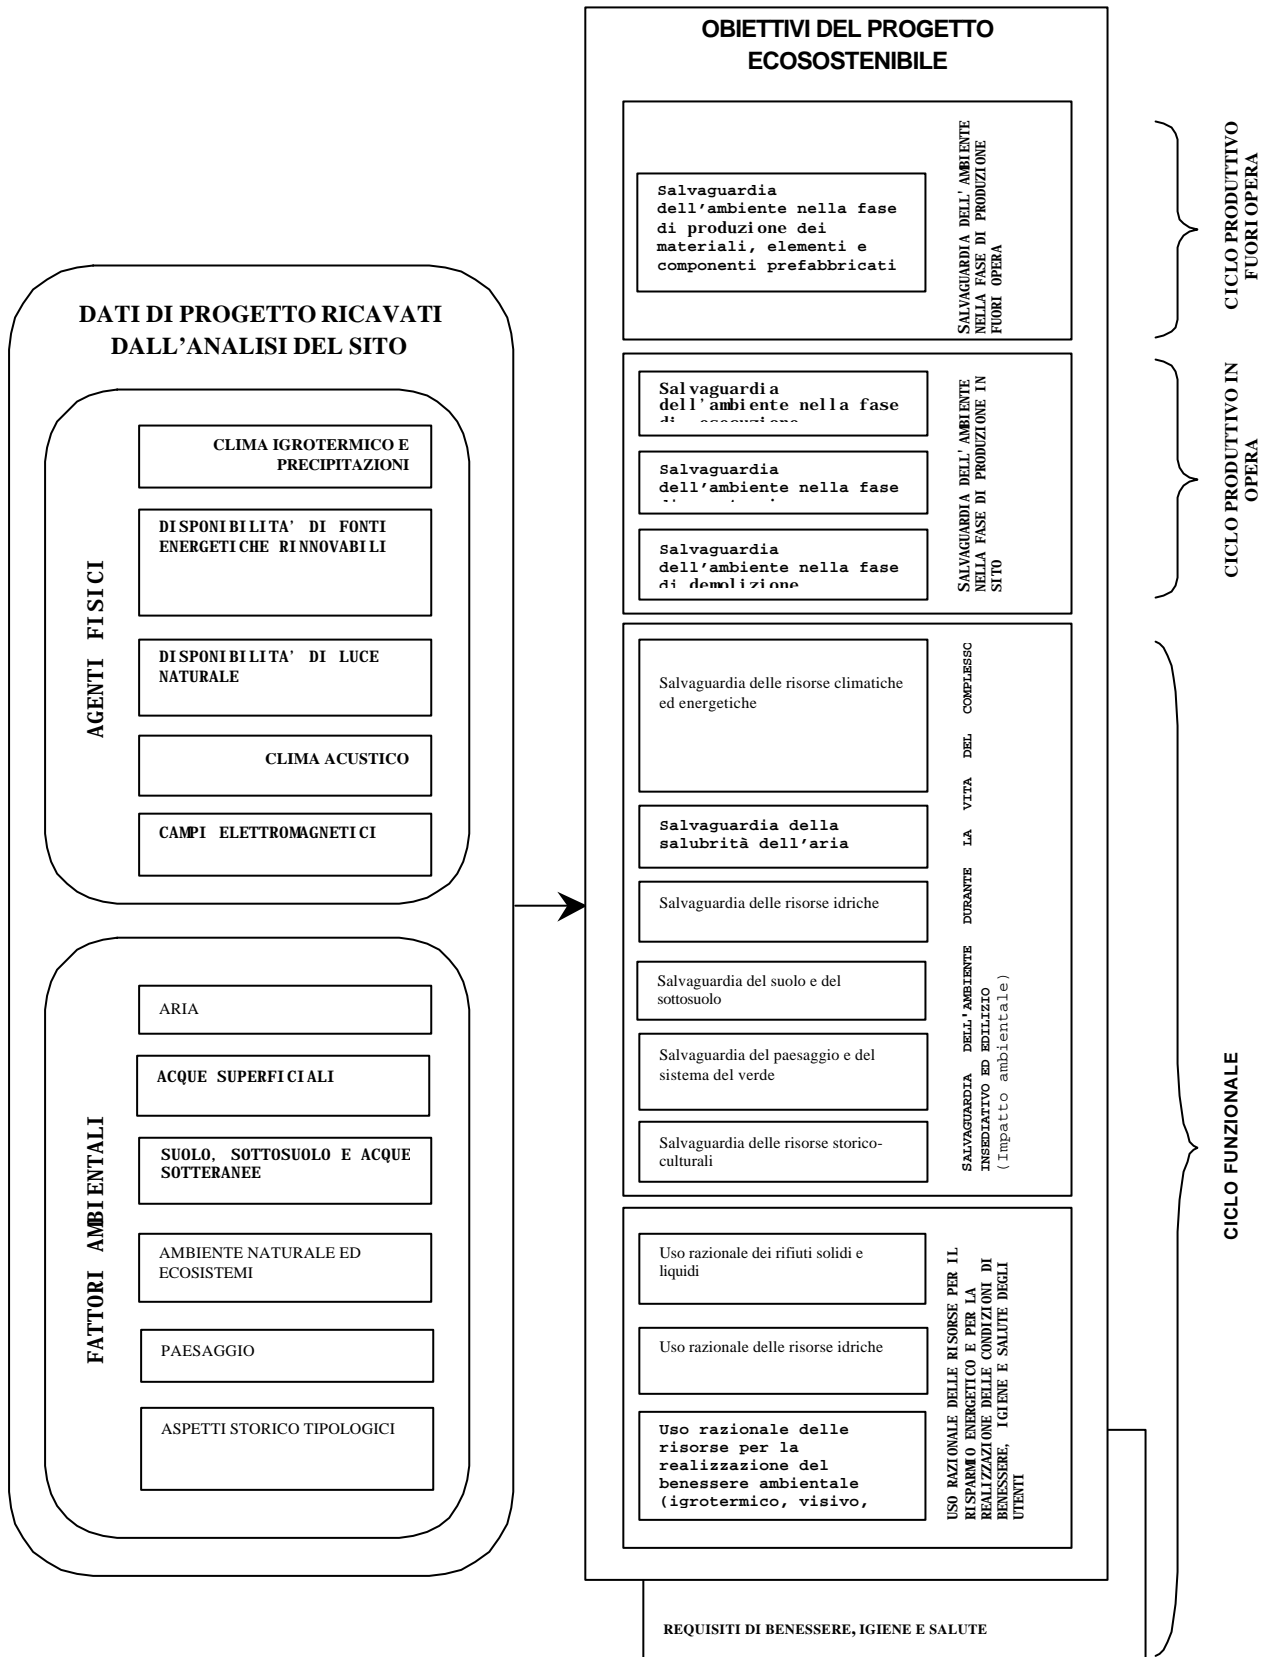 DATI DI PROGETTO RICAVATI
DALL'ANALISI DEL SITO
AGENTI FISICI
CLIMA IGROTERMICO E
PRECIPITAZIONI
DISPONIBILITA' DI FONTI
ENERGETICHE RINNOVABILI
DISPONIBILITA' DI LUCE
NATURALE
CLIMA ACUSTICO
CAMPI ELETTROMAGNETICI
FATTORI AMBIENTALI
ARIA
ACQUE SUPERFICIALI
SUOLO, SOTTOSUOLO E ACQUE
SOTTERANEE
AMBIENTE NATURALE ED
ECOSISTEMI
PAESAGGIO
ASPETTI STORICO TIPOLOGICI
OBIETTIVI DEL PROGETTO
ECOSOSTENIBILE
Salvaguardia
dell'ambiente nella fase
di produzione dei
materiali, elementi e
componenti prefabbricati
SALVAGUARDIA DELL'AMBIENTE
NELLA FASE DI PRODUZIONE
FUORI OPERA
CICLO PRODUTTIVO
FUORI OPERA
Salvaguardia
dell'ambiente nella fase
di esecuzione
Salvaguardia
dell'ambiente nella fase
Salvaguardia
dell'ambiente nella fase
di demolizione
SALVAGUARDIA DELL'AMBIENTE
NELLA FASE DI PRODUZIONE IN
SITO
CICLO PRODUTTIVO IN
OPERA
Salvaguardia delle risorse climatiche
ed energetiche
Salvaguardia della
salubrità dell'aria
Salvaguardia delle risorse idriche
Salvaguardia del suolo e del
sottosuolo
Salvaguardia del paesaggio e del
sistema del verde
Salvaguardia delle risorse storico-
culturali
SALVAGUARDIA DELL'AMBIENTE DURANTE LA VITA DEL COMPLESSO
INSEDIATIVO ED EDILIZIO
(Impatto ambientale)
Uso razionale dei rifiuti solidi e
liquidi
Uso razionale delle risorse idriche
Uso razionale delle
risorse per la
realizzazione del
benessere ambientale
(igrotermico, visivo,
USO RAZIONALE DELLE RISORSE PER IL
RISPARMIO ENERGETICO E PER LA
REALIZZAZIONE DELLE CONDIZIONI DI
BENESSERE, IGIENE E SALUTE DEGLI
UTENTI
CICLO FUNZIONALE
REQUISITI DI BENESSERE, IGIENE E SALUTE